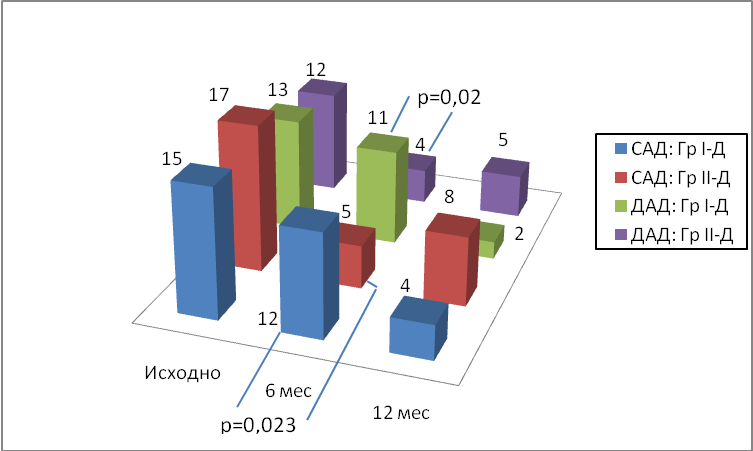 12
13
p=0,02
17
11
4
5
15
8
5
2
4
12
Исходно
6 мес
12 мес
p=0,023
САД: Гр I-Д
САД: Гр II-Д
ДАД: Гр I-Д
ДАД: Гр II-Д